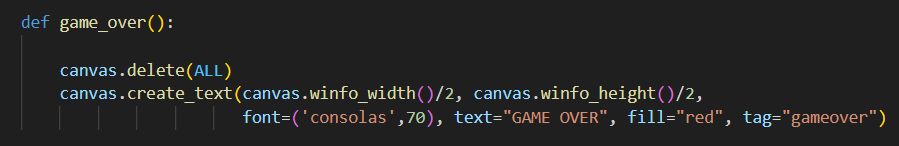 def game_over():
canvas.delete(ALL)
canvas.create_text(canvas.winfo_width()/2, canvas.winfo_height()/2,
font=('consolas',70), text="GAME OVER", fill="red", tag="gameover")